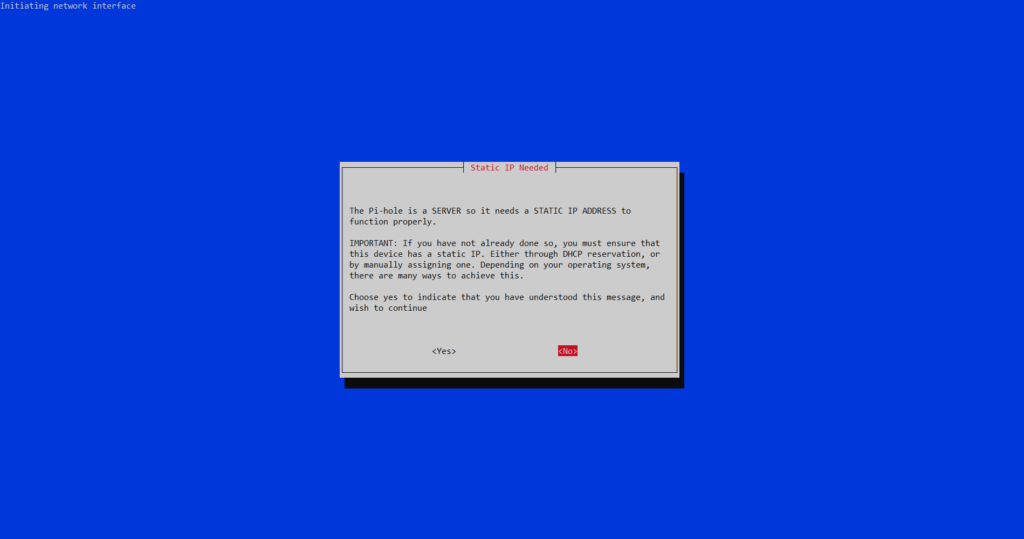 Initiating network interface
Static IP Needed
The Pi-hole is a SERVER so it needs a STATIC IP ADDRESS to
function properly.
IMPORTANT: If you have not already done so, you must ensure that
this device has a static IP. Either through DHCP reservation, or
by manually assigning one. Depending on your operating system,
there are many ways to achieve this.
Choose yes to indicate that you have understood this message, and
wish to continue
<Yes> <No>